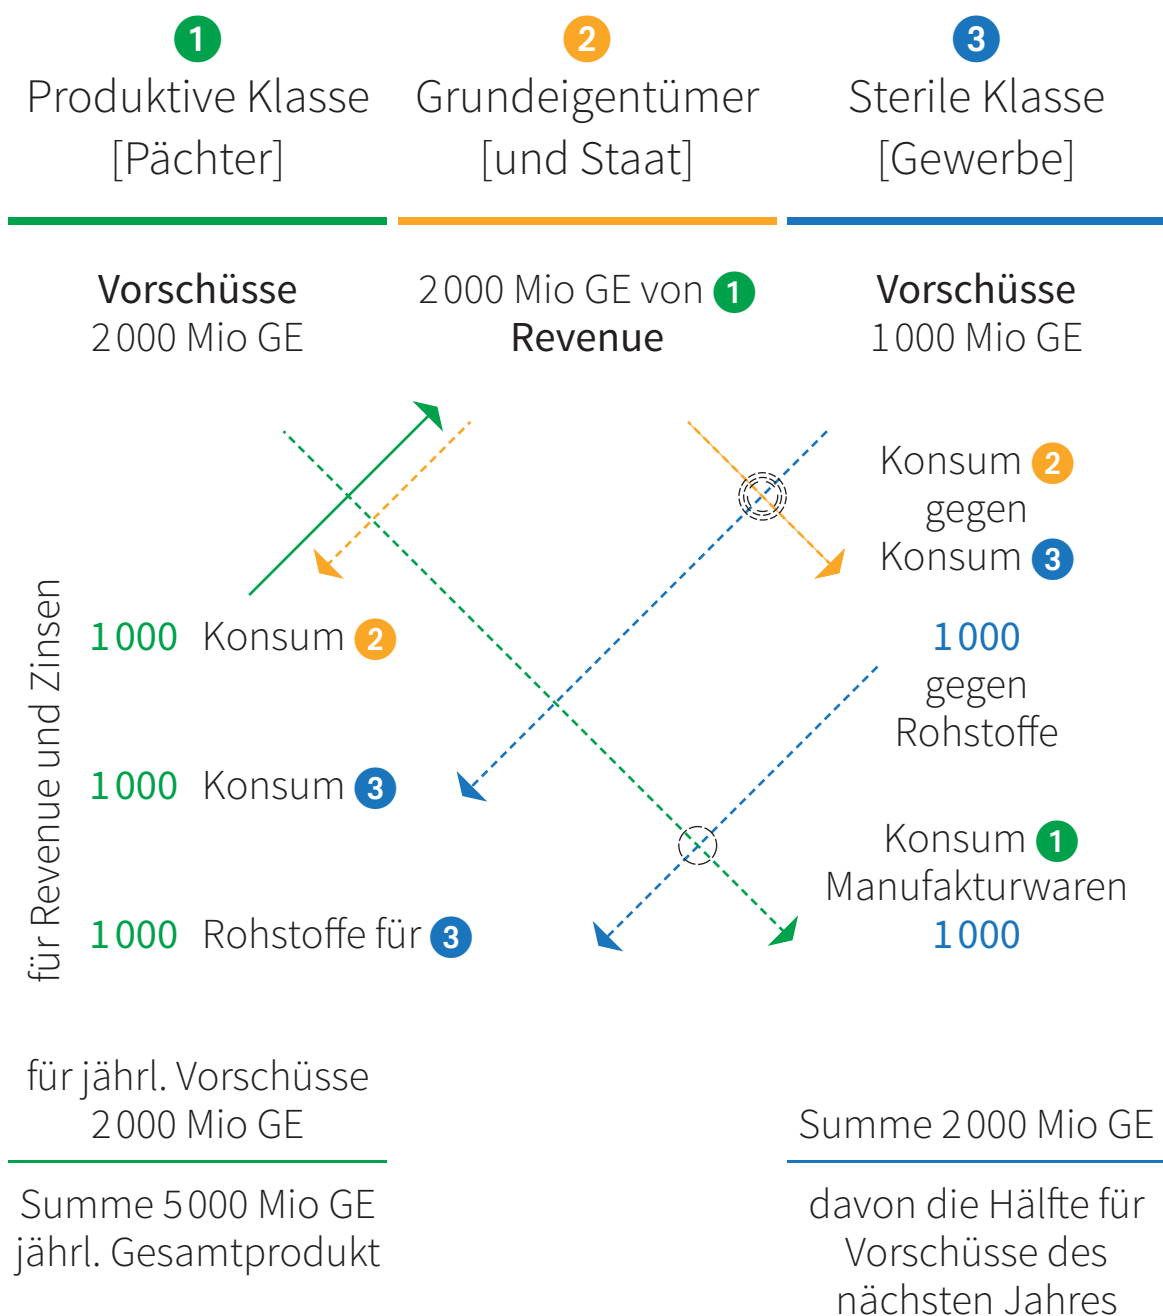 1
Produktive Klasse
[Pächter]
2
Grundeigentümer
[und Staat]
3
Sterile Klasse
[Gewerbe]
Vorschüsse
2000 Mio GE
2000 Mio GE von 1
Revenue
Vorschüsse
1000 Mio GE
für Revenue und Zinsen
1000 Konsum 2
1000 Konsum 3
1000 Rohstoffe für 3
Konsum 2
gegen
Konsum 3
1000
gegen
Rohstoffe
Konsum 1
Manufakturwaren
1000
für jährl. Vorschüsse
2000 Mio GE
Summe 5000 Mio GE
jährl. Gesamtprodukt
Summe 2000 Mio GE
davon die Hälfte für
Vorschüsse des
nächsten Jahres